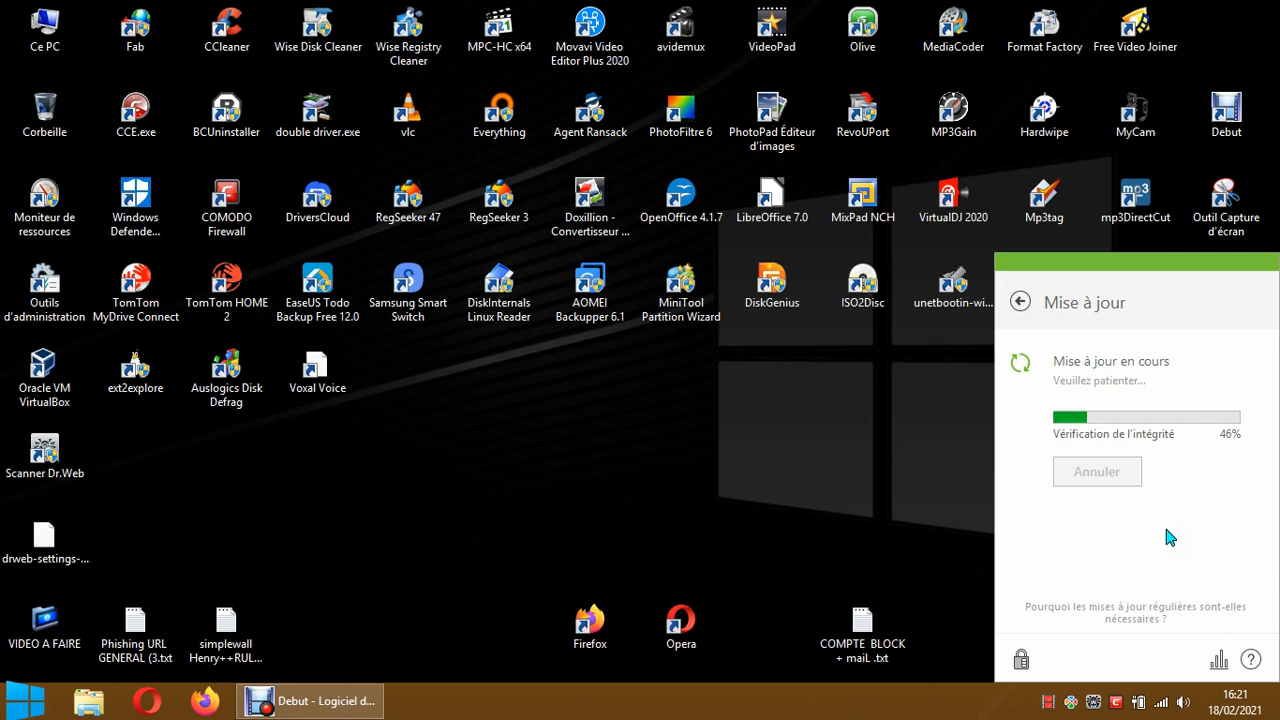 Ce PC
Fab
CCleaner
Wise Disk Cleaner
Wise Registry
Cleaner
MPC-HC x64
Movavi Video
Editor Plus 2020
avidemux
VideoPad
Olive
MediaCoder
Format Factory
Free Video Joiner
Corbeille
CCE.exe
BCUninstaller
double driver.exe
vlc
Everything
Agent Ransack
PhotoFiltre 6
PhotoPad Éditeur
d'images
RevoUPort
MP3Gain
Hardwipe
MyCam
Debut
Moniteur de
ressources
Windows
Defende...
COMODO
Firewall
DriversCloud
RegSeeker 47
RegSeeker 3
Doxillion -
Convertisseur ...
OpenOffice 4.1.7
LibreOffice 7.0
MixPad NCH
VirtualDJ 2020
Mp3tag
mp3DirectCut
Outil Capture
d'écran
Outils
d'administration
TomTom
MyDrive Connect
TomTom HOME
2
EaseUS Todo
Backup Free 12.0
Samsung Smart
Switch
DiskInternals
Linux Reader
AOMEI
Backupper 6.1
MiniTool
Partition Wizard
DiskGenius
ISO2Disc
unetbootin-wi...
Oracle VM
VirtualBox
ext2explore
Auslogics Disk
Defrag
Voxal Voice
Scanner Dr.Web
drweb-settings-...
VIDEO A FAIRE
Phishing URL
GENERAL (3.txt
simplewall
Henry++RUL...
Firefox
Opera
COMPTE BLOCK
+ maiL .txt
Mise à jour
Mise à jour en cours
Veuillez patienter...
Vérification de l'intégrité 46%
Annuler
Pourquoi les mises à jour régulières sont-elles
nécessaires ?
Debut - Logiciel d...
16:21
18/02/2021